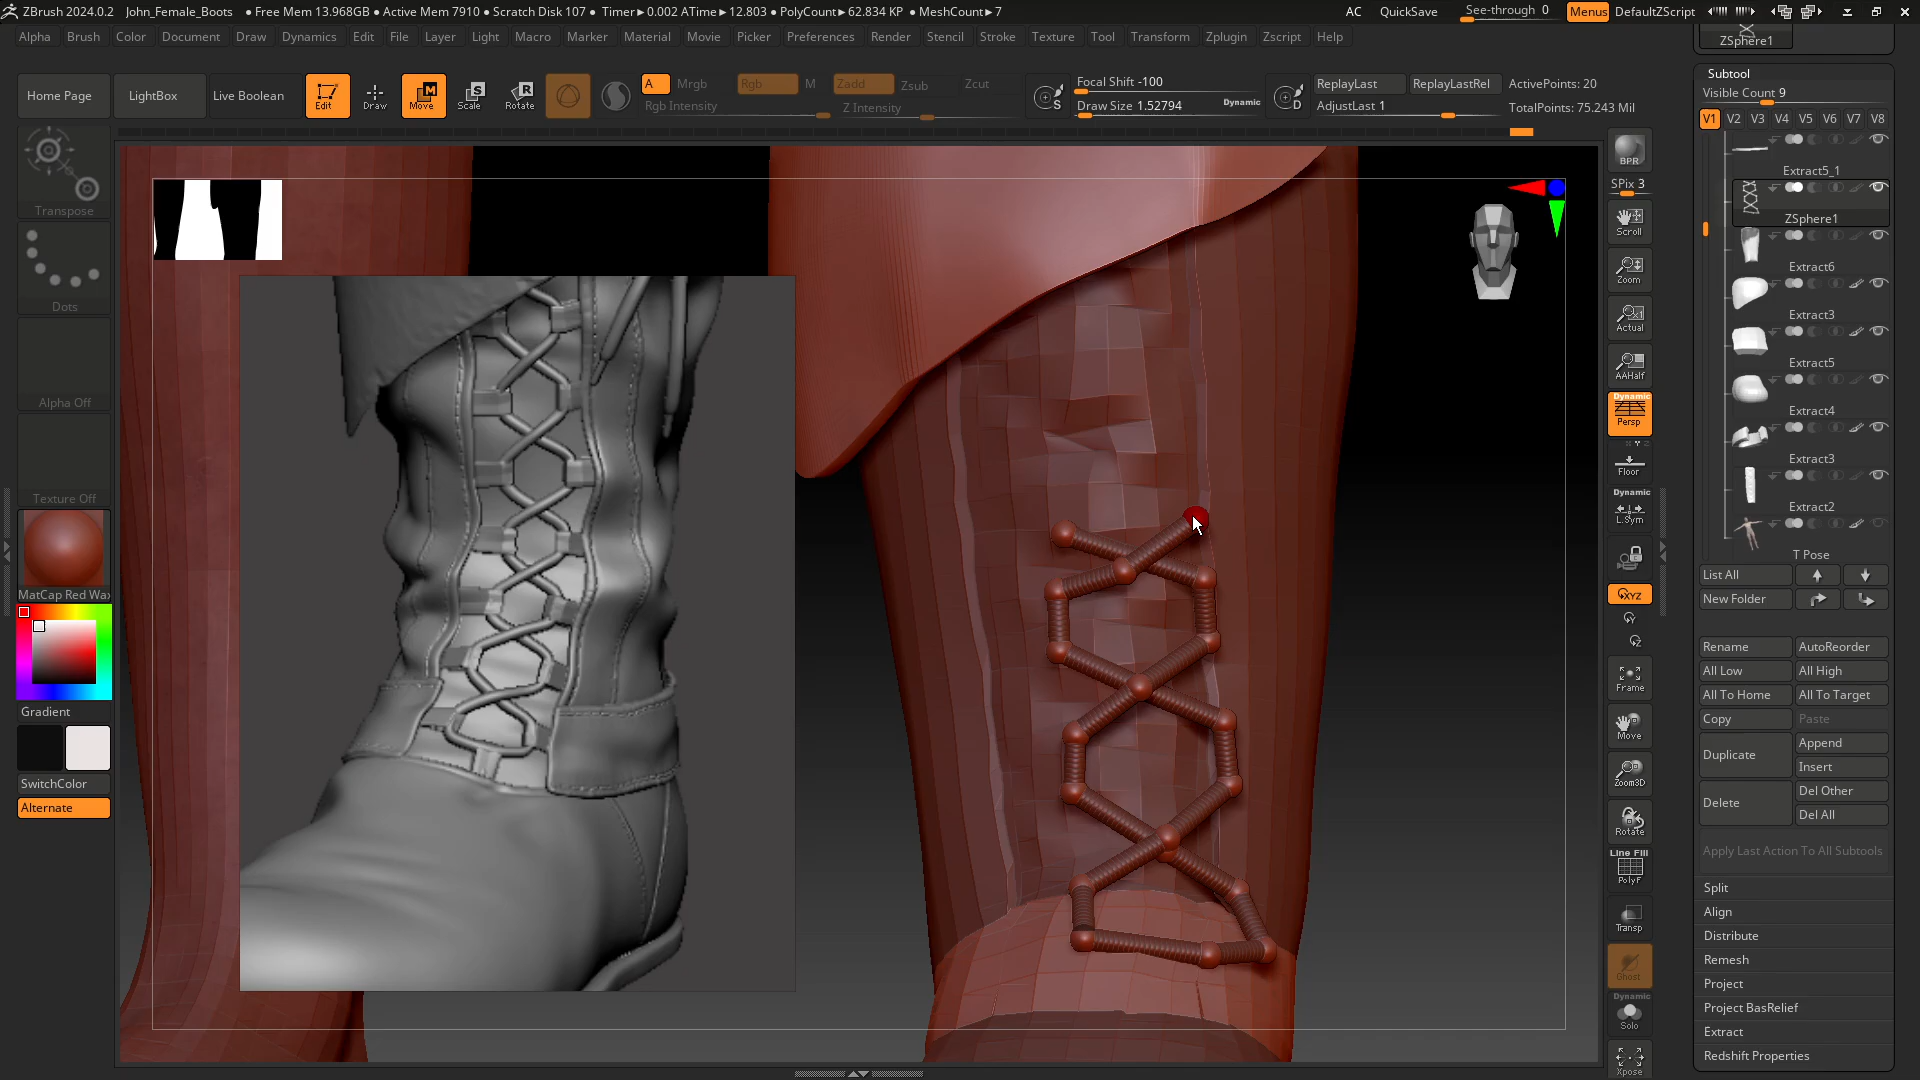 ZBrush 2024.0.2 John_Female_Boots ● Free Mem 13.968GB ● Active Mem 7910 ● Scratch Disk 107 ● Timer►0.002 ATime►12.803 ● PolyCount►62.834 KP ● MeshCount►7
AC QuickSave See-through 0 Menus DefaultZScript
Alpha Brush Color Document Draw Dynamics Edit File Layer Light Macro Marker Material Movie Picker Preferences Render Stencil Stroke Texture Tool Transform Zplugin Zscript Help
ZSphere1
Subtool
Visible Count 9
V1 V2 V3 V4 V5 V6 V7 V8
Home Page LightBox Live Boolean Edit Draw Move Scale Rotate
A Mrgb Rgb M Zadd Zsub Zcut
Rgb Intensity Z Intensity
Focal Shift -100
Draw Size 1.52794 Dynamic
S D
ReplayLast ReplayLastRel ActivePoints: 20
AdjustLast 1 TotalPoints: 75.243 Mil
Transpose
Dots
Alpha Off
Texture Off
MatCap Red Wax
Gradient
SwitchColor
Alternate
BPR
SPix 3
Scroll
Zoom
Actual
AAHalf
Dynamic
Persp
Floor
Dynamic
L.Sym
XYZ
Frame
Move
Zoom3D
Rotate
Line Fill
PolyF
Transp
Ghost
Dynamic
Solo
Xpose
Extract5_1
ZSphere1
Extract6
Extract3
Extract5
Extract4
Extract3
Extract2
T Pose
List All
New Folder
Rename AutoReorder
All Low All High
All To Home All To Target
Copy Paste
Duplicate Append
Insert
Delete Del Other
Del All
Apply Last Action To All Subtools
Split
Align
Distribute
Remesh
Project
Project BasRelief
Extract
Redshift Properties